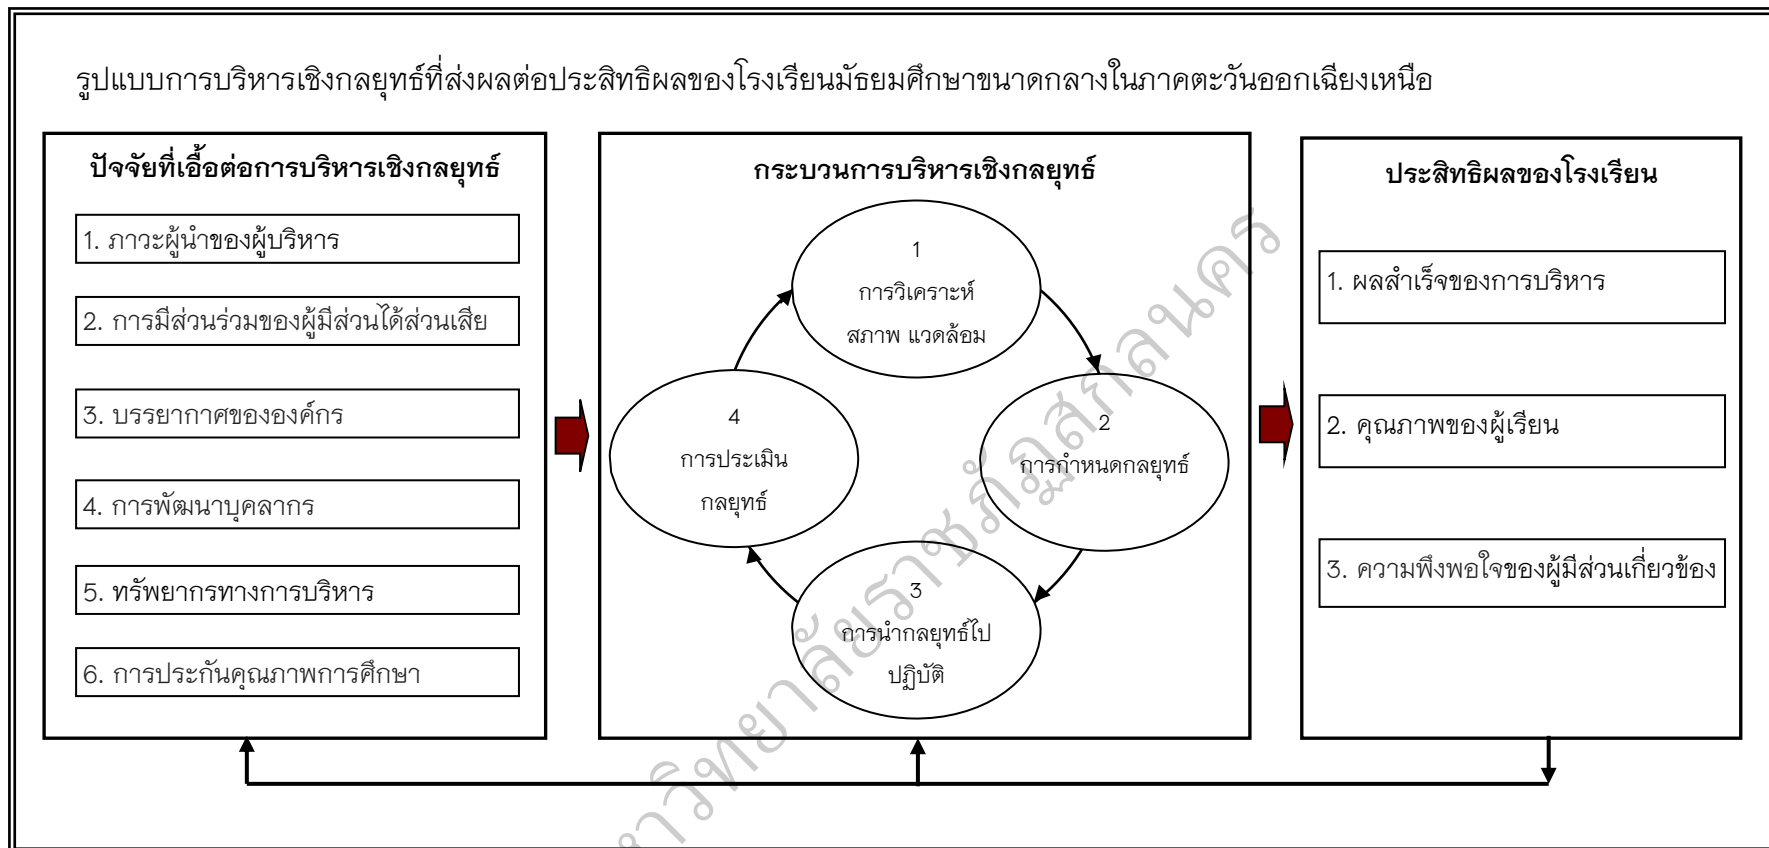 รูปแบบการบริหารเชิงกลยุทธ์ที่ส่งผลต่อประสิทธิผลของโรงเรียนมัธยมศึกษาขนาดกลางในภาคตะวันออกเฉียงเหนือ
ปัจจัยที่เอื้อต่อการบริหารเชิงกลยุทธ์
1. ภาวะผู้นำของผู้บริหาร
2. การมีส่วนร่วมของผู้มีส่วนได้ส่วนเสีย
3. บรรยากาศขององค์กร
4. การพัฒนาบุคลากร
5. ทรัพยากรทางการบริหาร
6. การประกันคุณภาพการศึกษา
กระบวนการบริหารเชิงกลยุทธ์
1
การวิเคราะห์
สภาพ แวดล้อม
2
การกำหนดกลยุทธ์
3
การนำกลยุทธ์ไป
ปฏิบัติ
4
การประเมิน
กลยุทธ์
ประสิทธิผลของโรงเรียน
1. ผลสำเร็จของการบริหาร
2. คุณภาพของผู้เรียน
3. ความพึงพอใจของผู้มีส่วนเกี่ยวข้อง
าวิทยาลัยราชภัฏสกลนคร